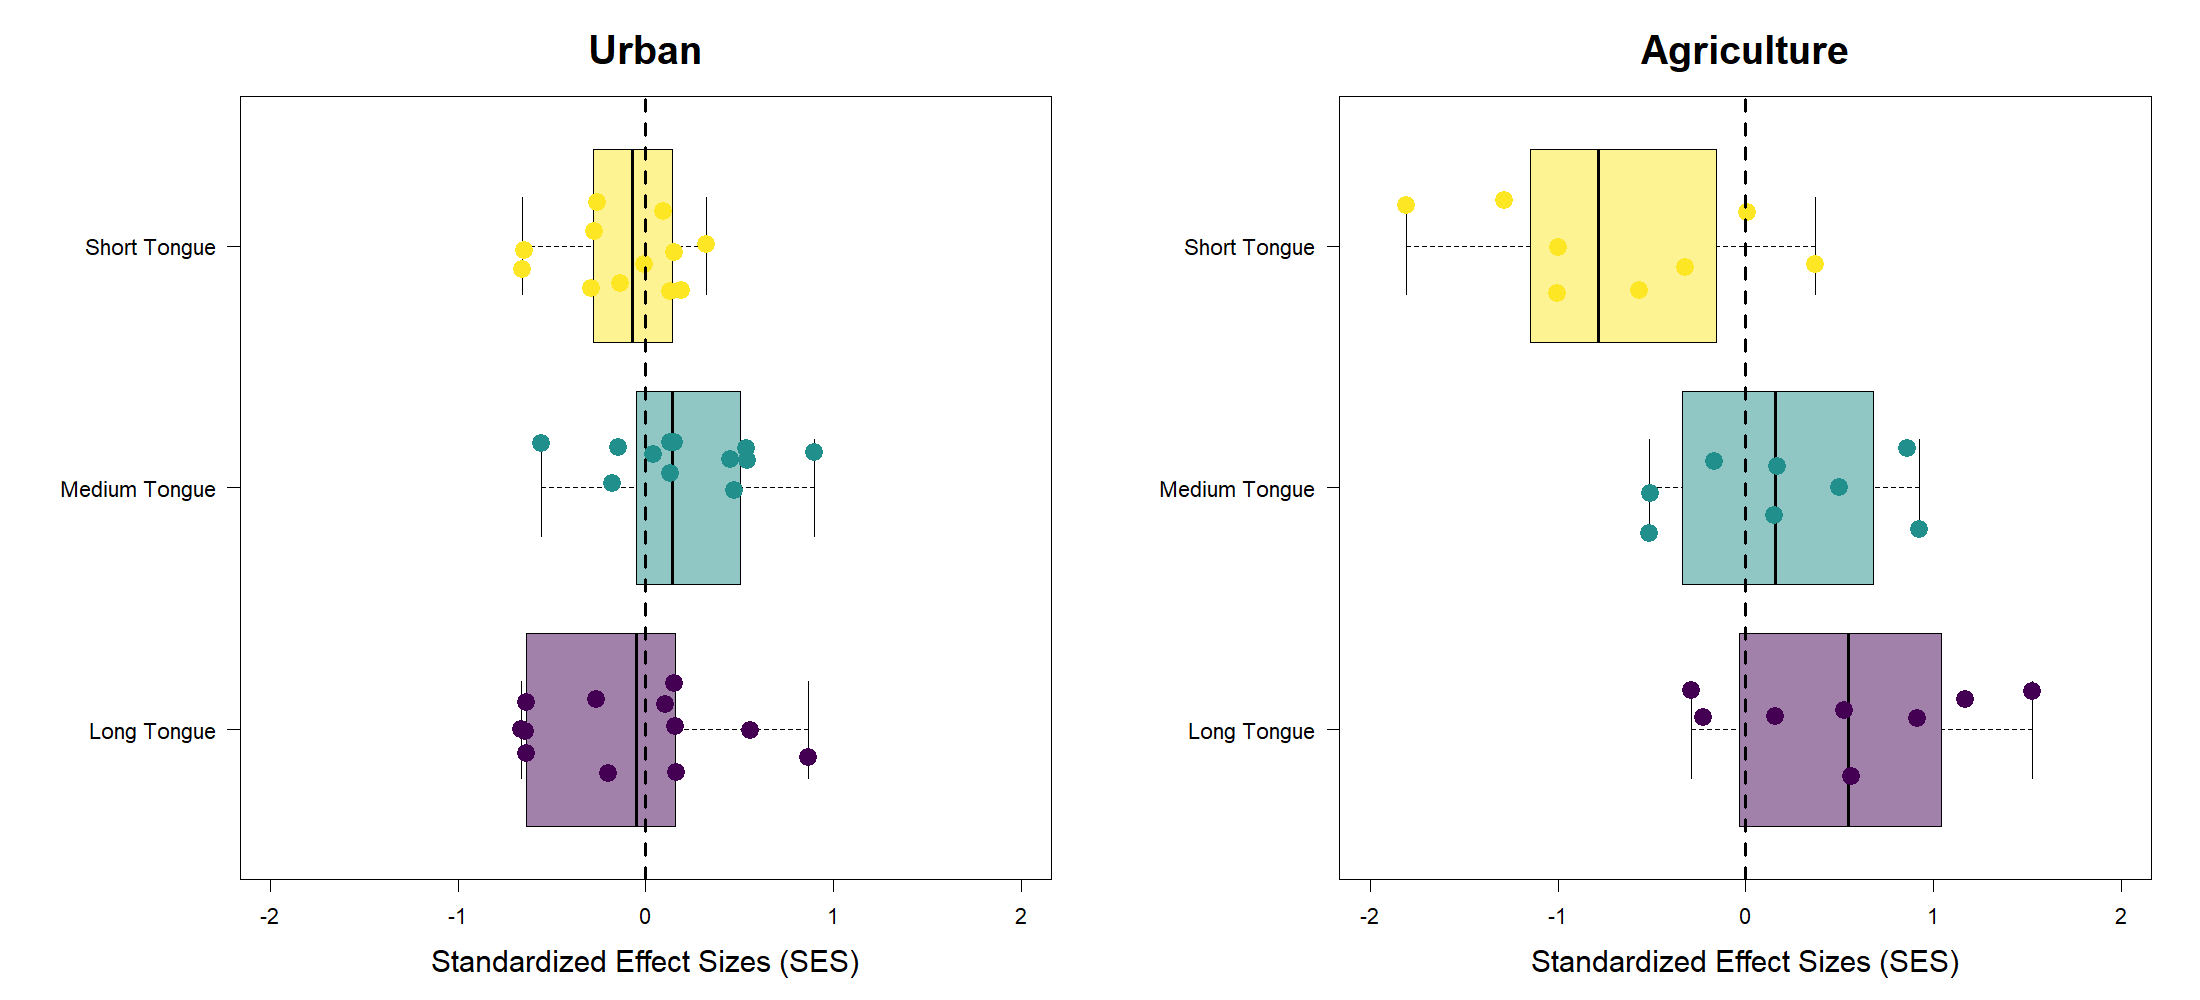 Urban
Short Tongue
Medium Tongue
Long Tongue
-2 -1 0 1 2
Standardized Effect Sizes (SES)
Agriculture
Short Tongue
Medium Tongue
Long Tongue
-2 -1 0 1 2
Standardized Effect Sizes (SES)